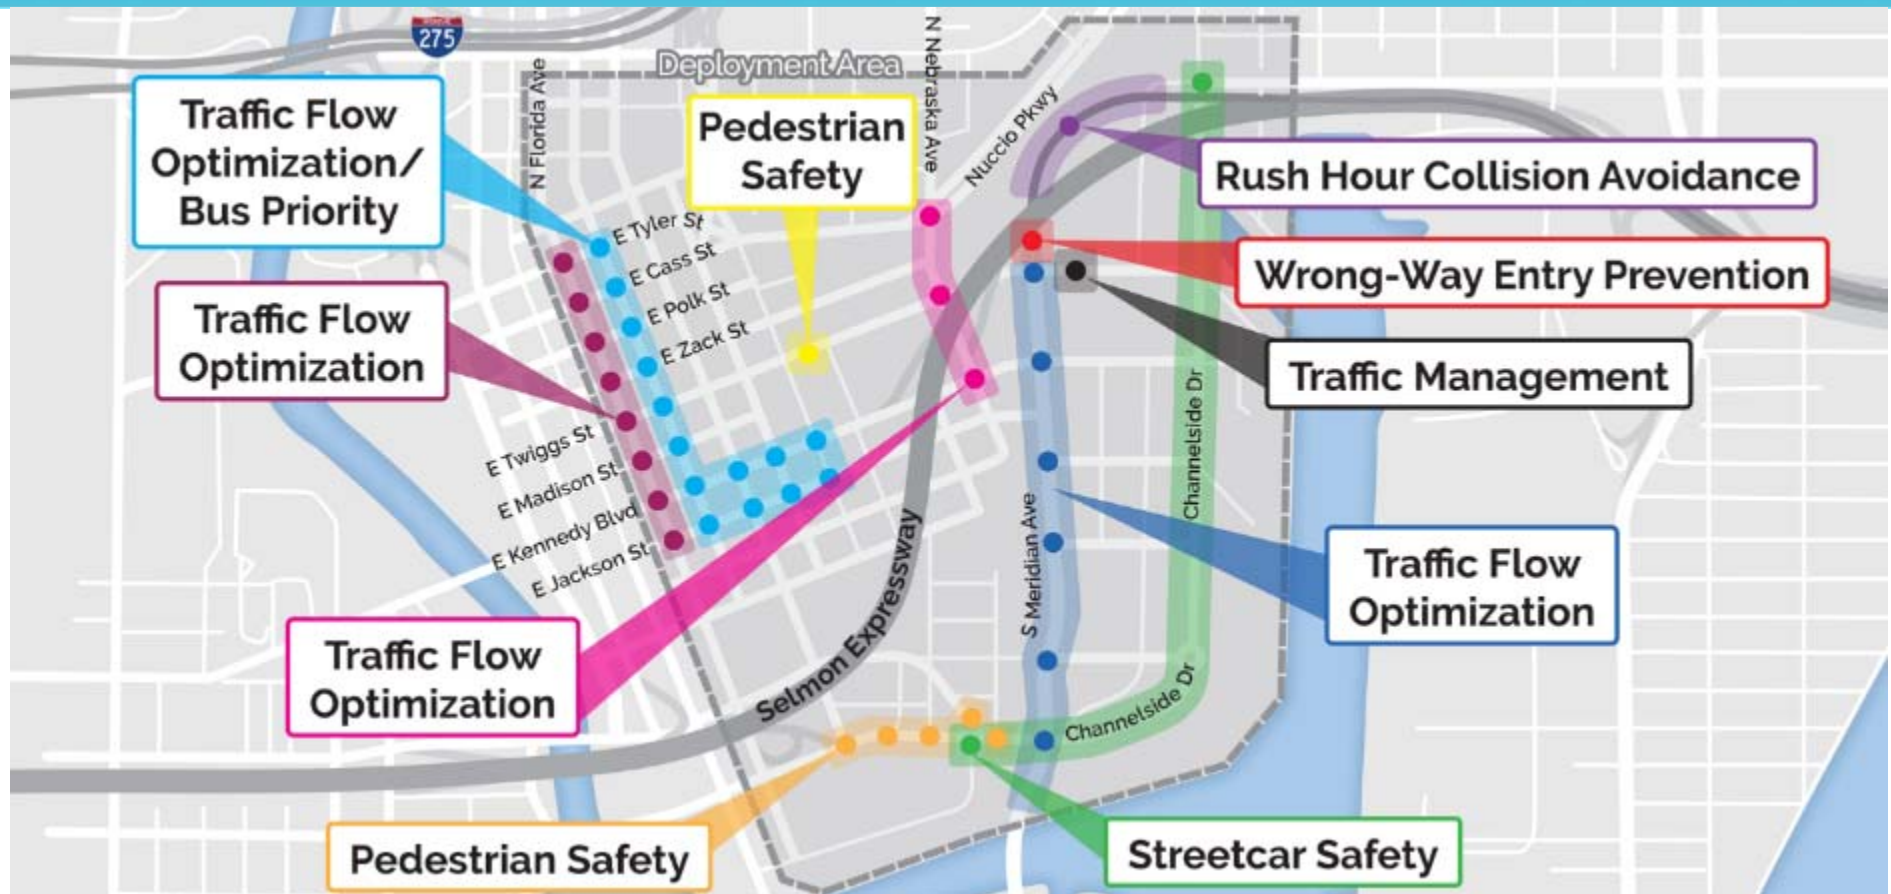 275
Deployment Area
N Florida Ave
N Nebraska Ave
Nuccio Pkwy
Traffic Flow
Optimization/
Bus Priority
Pedestrian
Safety
Rush Hour Collision Avoidance
E Tyler St
E Cass St
E Polk St
E Zack St
Wrong-Way Entry Prevention
Traffic Flow
Optimization
Traffic Management
E Twiggs St
E Madison St
E Kennedy Blvd
E Jackson St
Channelside Dr
S Meridian Ave
Selmon Expressway
Traffic Flow
Optimization
Traffic Flow
Optimization
Channelside Dr
Pedestrian Safety
Streetcar Safety